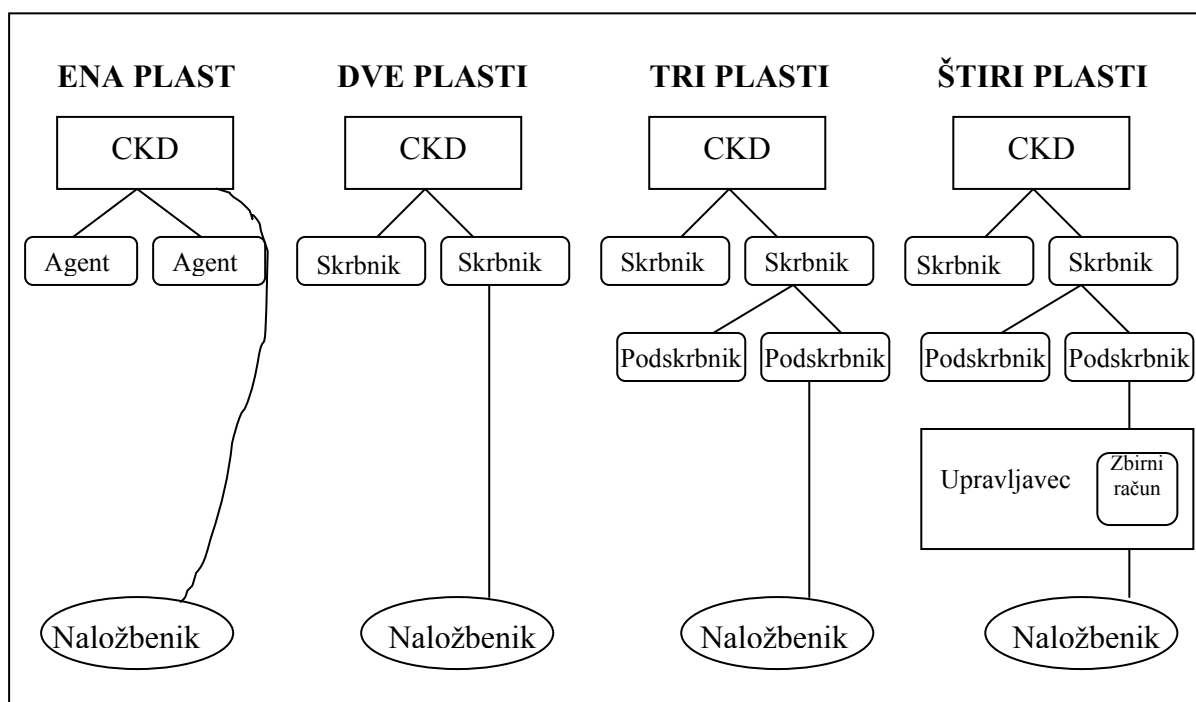 ENA PLAST
DVE PLASTI
TRI PLASTI
ŠTIRI PLASTI
CKD
CKD
CKD
CKD
Agent
Agent
Skrbnik
Skrbnik
Skrbnik
Skrbnik
Skrbnik
Skrbnik
Podskrbnik
Podskrbnik
Podskrbnik
Podskrbnik
Upravljavec
Zbirni
račun
Naložbenik
Naložbenik
Naložbenik
Naložbenik